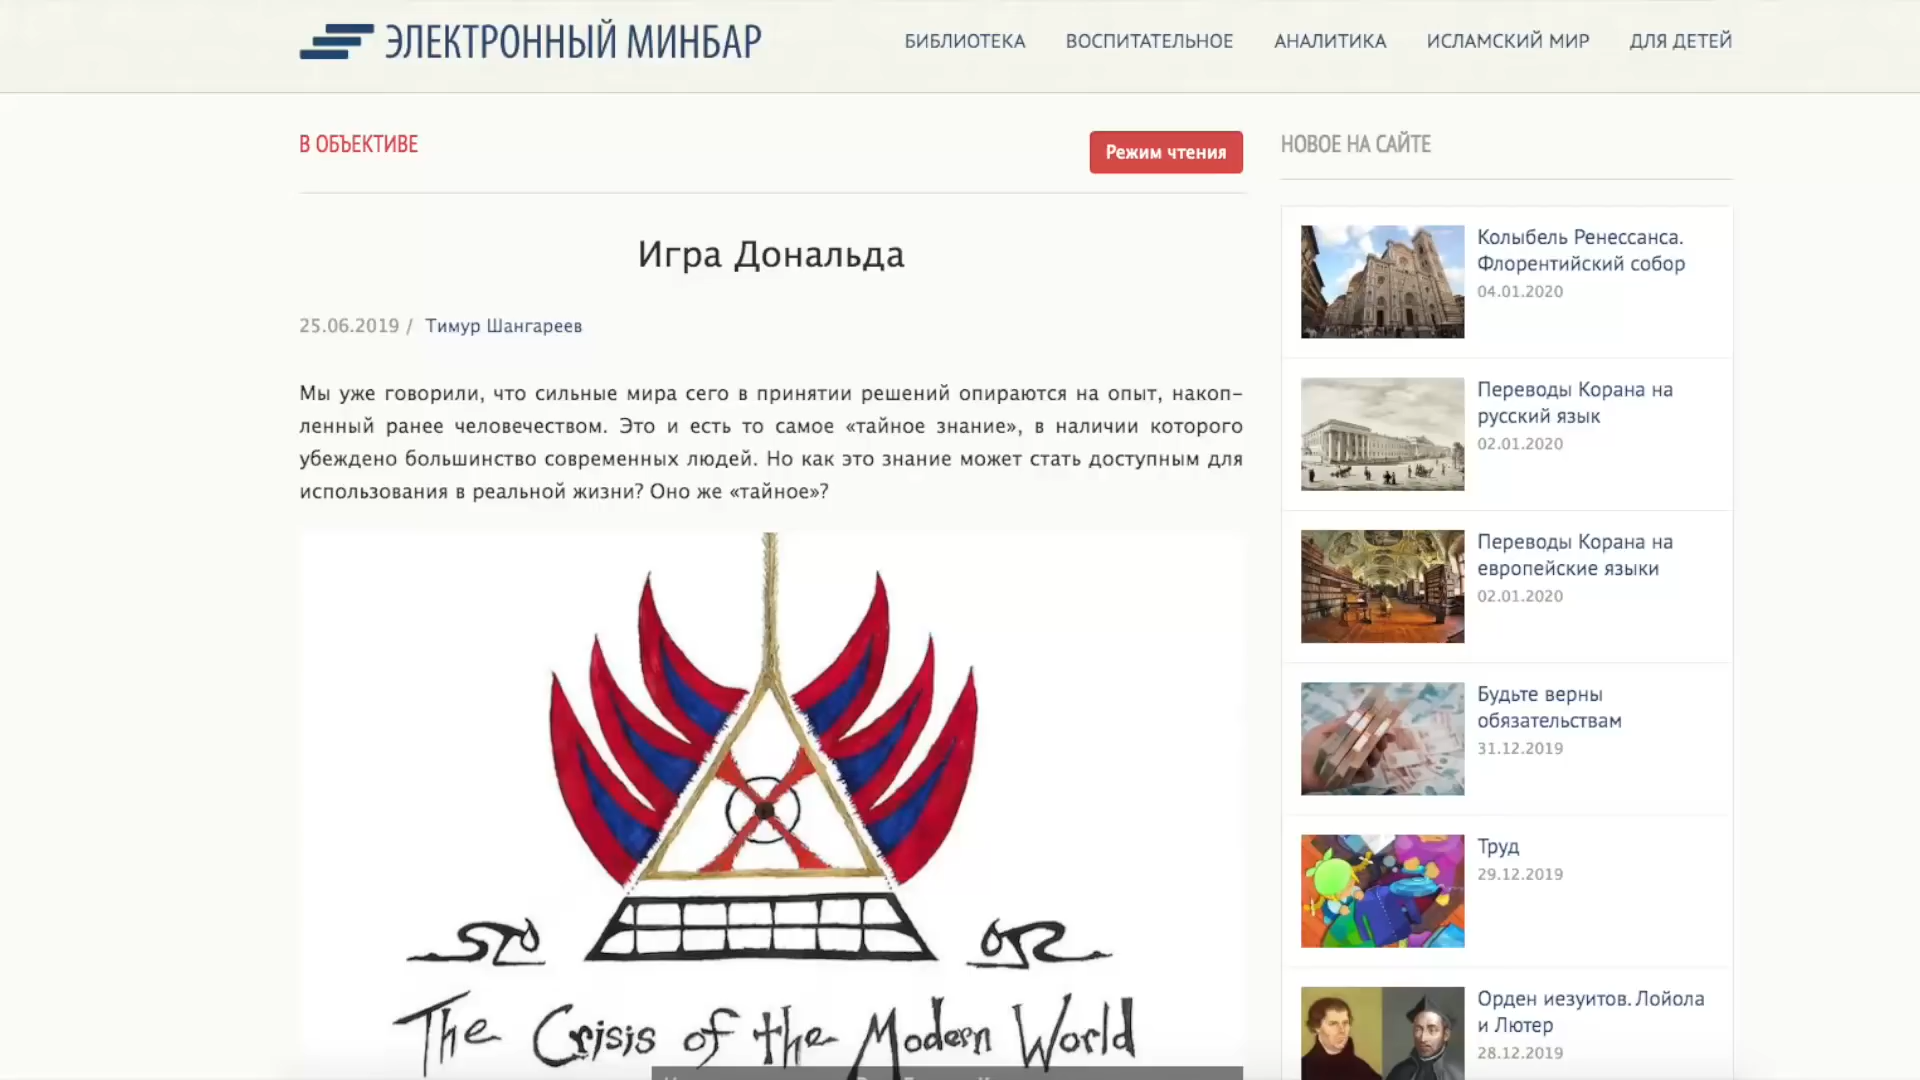 ЭЛЕКТРОННЫЙ МИНБАР
БИБЛИОТЕКА
ВОСПИТАТЕЛЬНОЕ
АНАЛИТИКА
ИСЛАМСКИЙ МИР
ДЛЯ ДЕТЕЙ
В ОБЪЕКТИВЕ
Режим чтения
Игра Дональда
25.06.2019 / Тимур Шангареев
Мы уже говорили, что сильные мира сего в принятии решений опираются на опыт, накоп-
ленный ранее человечеством. Это и есть то самое «тайное знание», в наличии которого
убеждено большинство современных людей. Но как это знание может стать доступным для
использования в реальной жизни? Оно же «тайное»?
The Crisis of the Modern World
НОВОЕ НА САЙТЕ
Колыбель Ренессанса.
Флорентийский собор
04.01.2020
Переводы Корана на
русский язык
02.01.2020
Переводы Корана на
европейские языки
02.01.2020
Будьте верны
обязательствам
31.12.2019
Труд
29.12.2019
Орден иезуитов. Лойола
и Лютер
28.12.2019